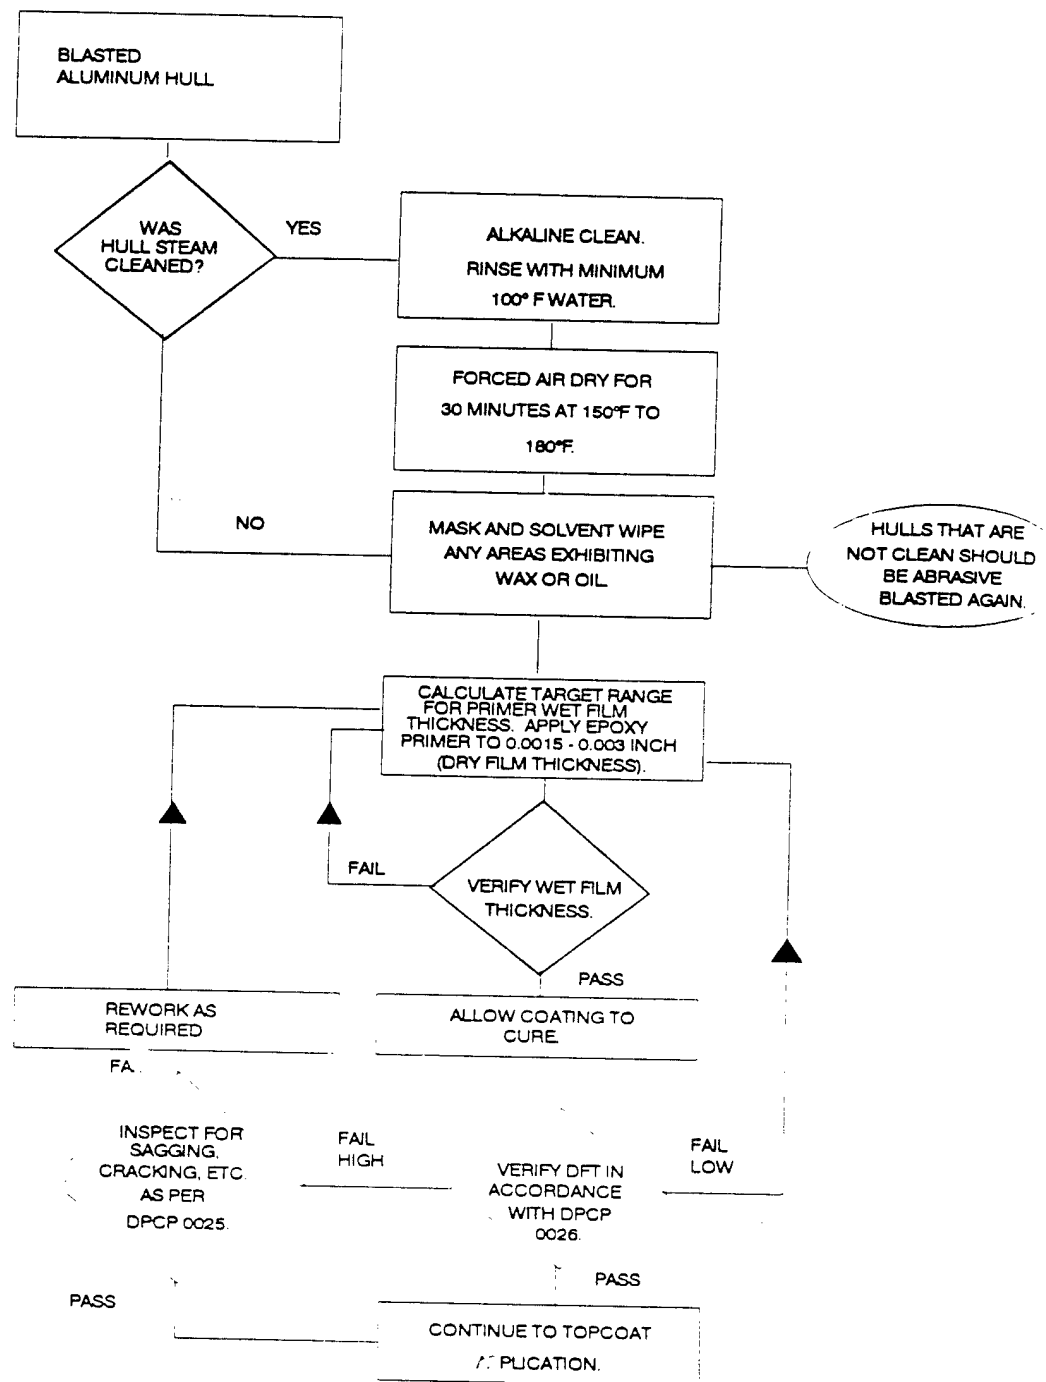 BLASTED
ALUMINUM HULL
WAS
HULL STEAM
CLEANED?
YES
ALKALINE CLEAN.
RINSE WITH MINIMUM
100° F WATER.
FORCED AIR DRY FOR
30 MINUTES AT 150°F TO
180°F.
NO
MASK AND SOLVENT WIPE
ANY AREAS EXHIBITING
WAX OR OIL
HULLS THAT ARE
NOT CLEAN SHOULD
BE ABRASIVE
BLASTED AGAIN.
CALCULATE TARGET RANGE
FOR PRIMER WET FILM
THICKNESS. APPLY EPOXY
PRIMER TO 0.0015 - 0.003 INCH
(DRY FILM THICKNESS).
FAIL
VERIFY WET FILM
THICKNESS.
PASS
REWORK AS
REQUIRED
ALLOW COATING TO
CURE
INSPECT FOR
SAGGING,
CRACKING, ETC.
AS PER
DPCP 0025.
FAIL
HIGH
VERIFY DFT IN
ACCORDANCE
WITH DPCP
0026.
FAIL
LOW
PASS
PASS
CONTINUE TO TOPCOAT